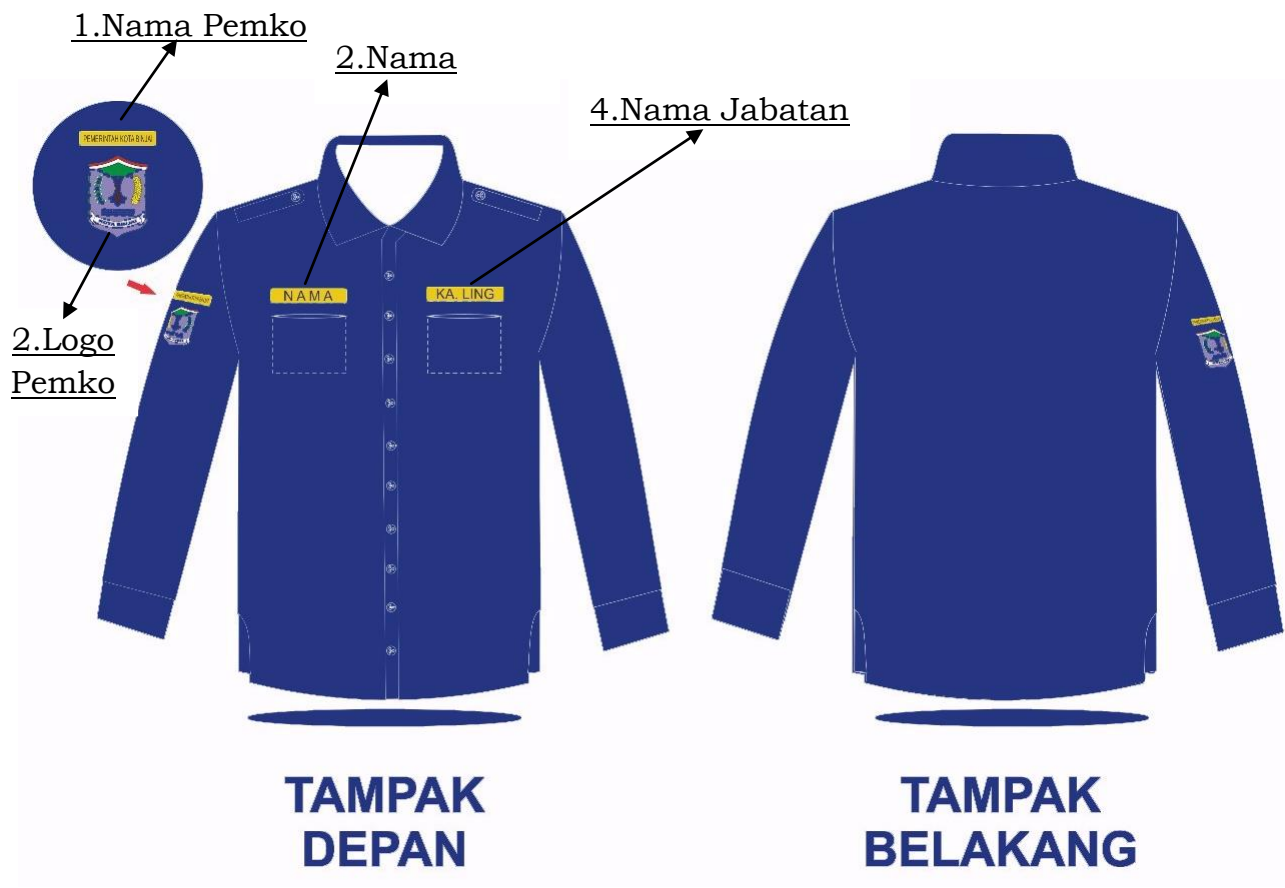 1.Nama Pemko
2.Nama
4.Nama Jabatan
PEMERINTAH KOTA BINJAI
2.Logo
Pemko
NAMA
KA. LING
TAMPAK
DEPAN
TAMPAK
BELAKANG